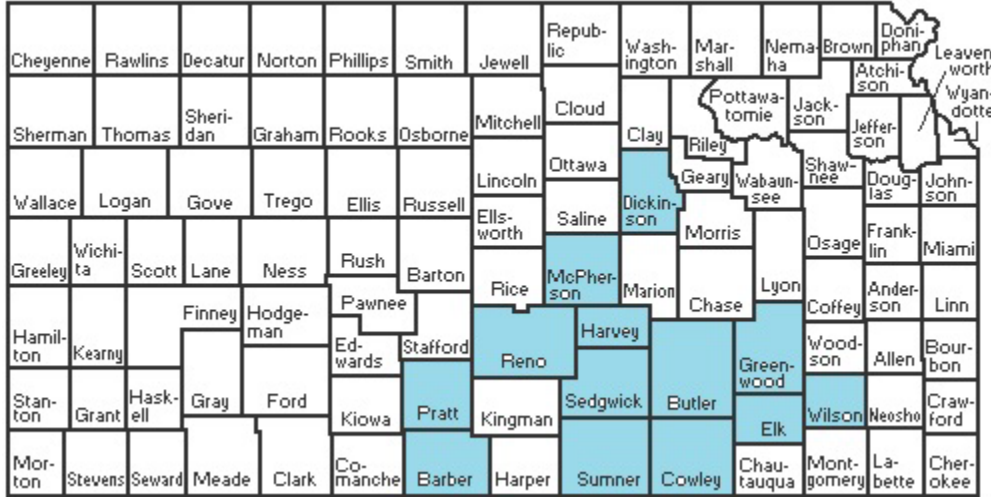 Cheyenne Rawlins Decatur Norton Phillips Smith Jewell
Repub-
lic
Wash-
ington
Mar-
shall
Nema-
ha
Brown
Doni-
phan
Atchi-
son
Leaven
worth
Wyan-
dotte
Sherman Thomas
Sheri-
dan
Graham Rooks Osborne
Mitchell
Cloud
Clay
Riley
Pottawa-
tomie
Jack-
son
Jeffer-
son
Wallace Logan Gove Trego Ellis Russell
Lincoln
Ottawa
Dickin-
son
Geary
Wabaun-
see
Shaw-
nee
Doug-
las
John-
son
Ells-
worth
Saline
Morris
Osage
Frank-
lin
Miami
Greeley
Wichi-
ta
Scott Lane Ness
Rush
Barton
Rice
McPher-
son
Marion
Chase
Lyon
Coffey
Ander-
son
Linn
Hamil-
ton
Kearny
Finney
Hodge-
man
Pawnee
Ed-
wards
Stafford
Reno
Harvey
Butler
Green-
wood
Wood-
son
Allen
Bour-
bon
Stan-
ton
Grant
Hask-
ell
Gray
Ford
Kiowa
Pratt
Kingman
Sedgwick
Elk
Wilson
Neosho
Craw-
ford
Mor-
ton
Stevens
Seward
Meade
Clark
Co-
manche
Barber
Harper
Sumner
Cowley
Chau-
tauqua
Mont-
gomery
La-
bette
Cher-
okee